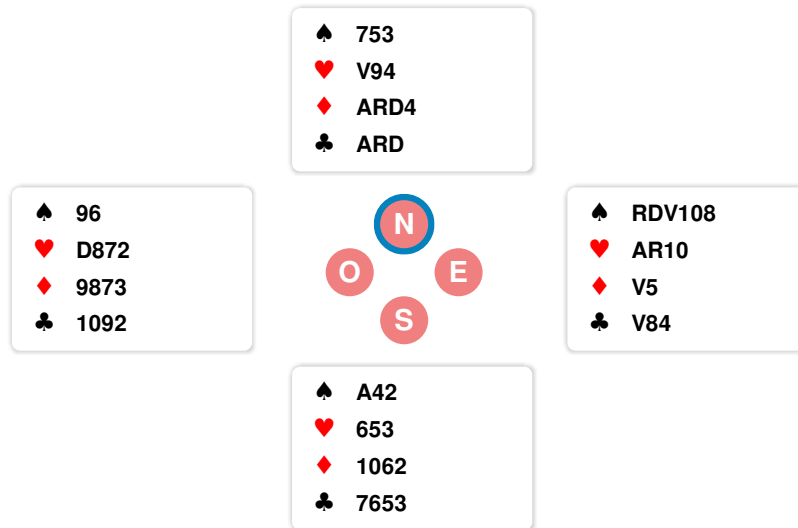 ♠ 753
♥ V94
♦ ARD4
♣ ARD
♠ 96
♥ D872
♦ 9873
♣ 1092
N
O E
S
♠ RDV108
♥ AR10
♦ V5
♣ V84
♠ A42
♥ 653
♦ 1062
♣ 7653